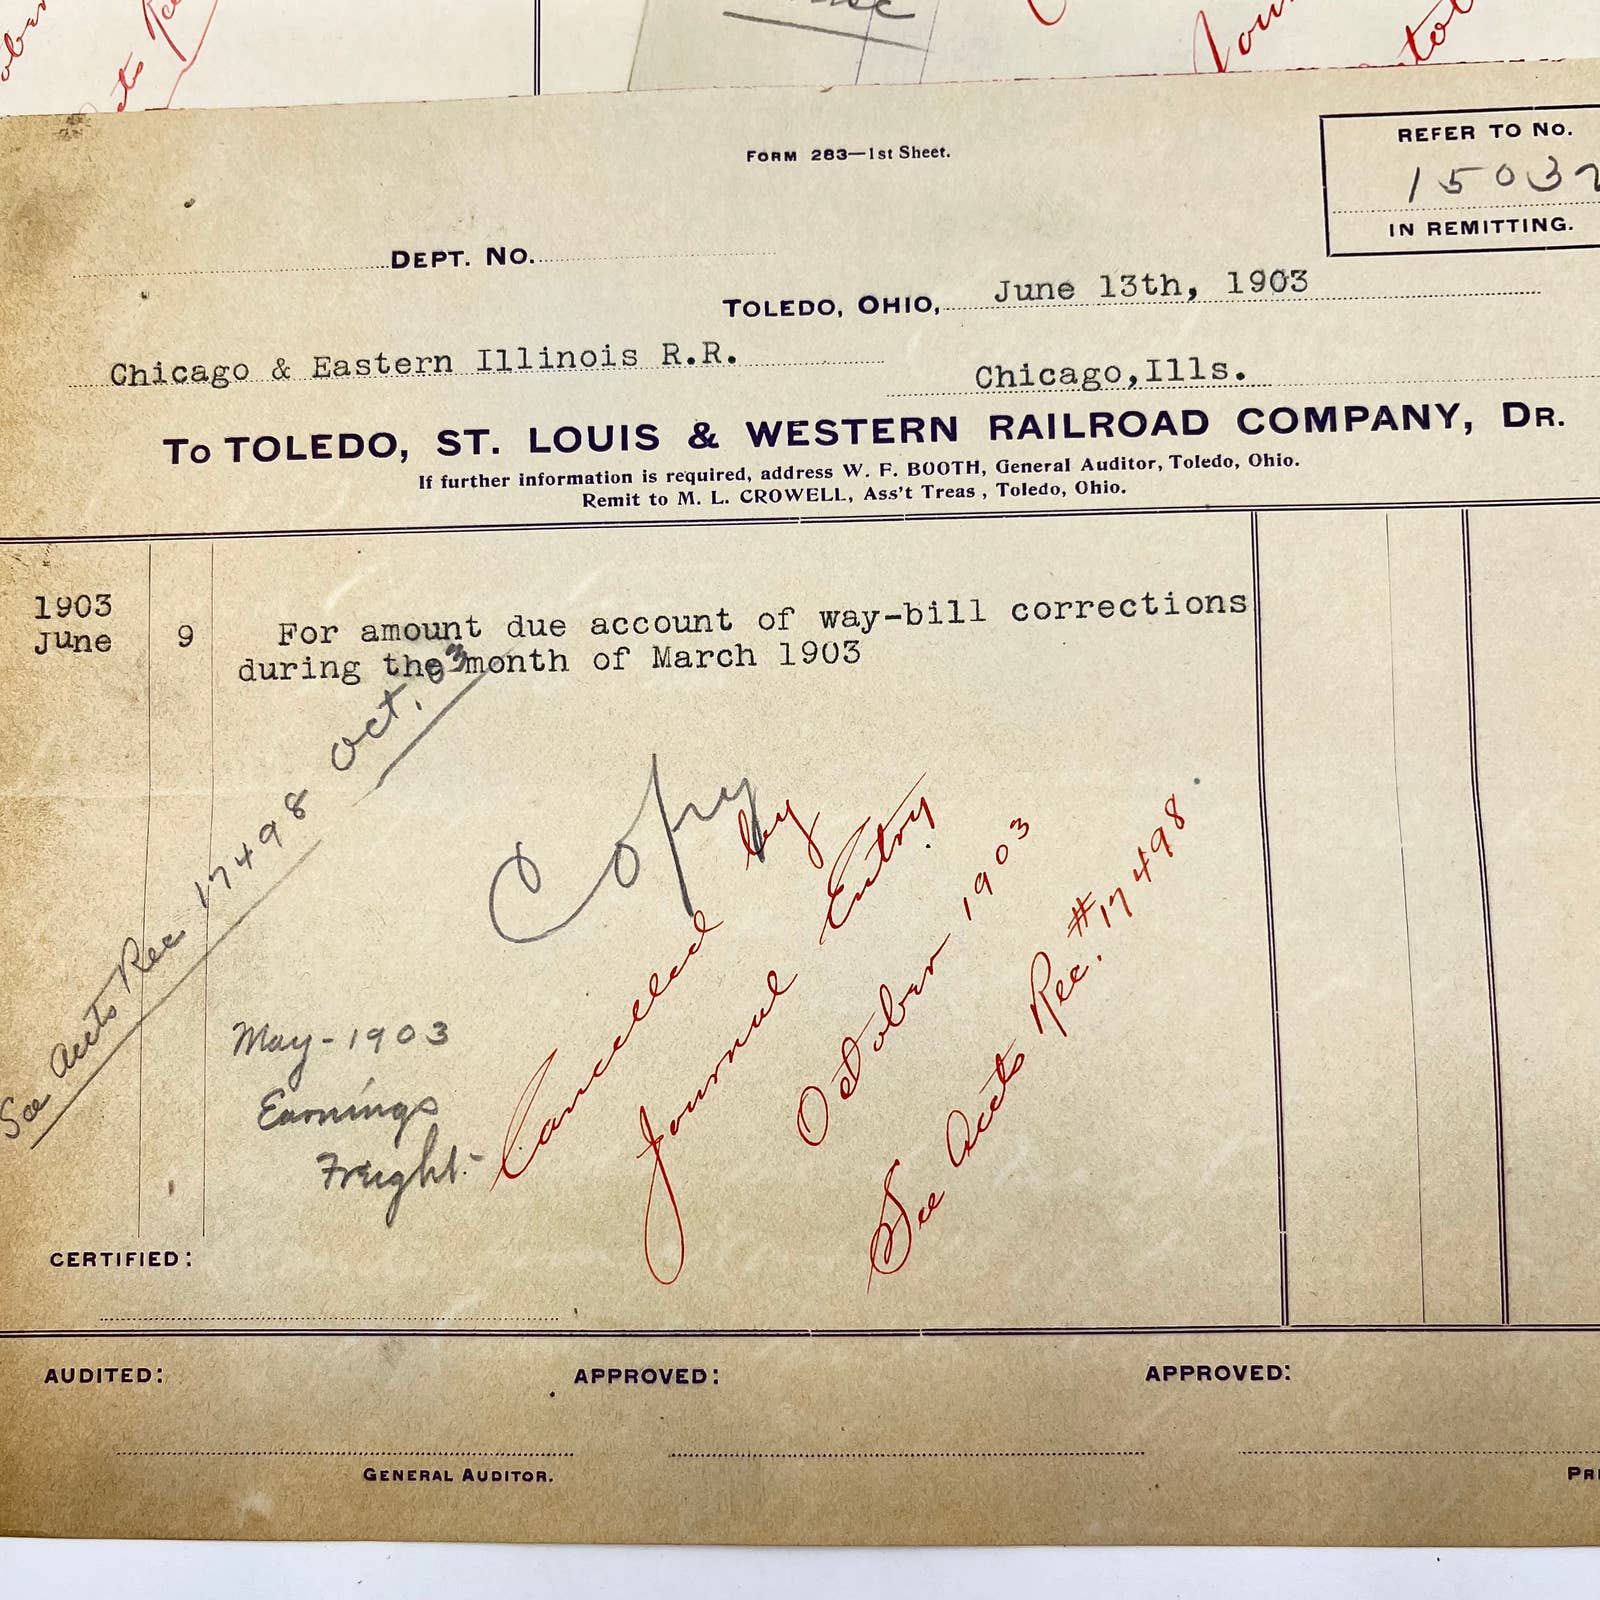 FORM 283—1st Sheet.
REFER TO No.
15032
IN REMITTING.
DEPT. No.
TOLEDO, OHIO, June 13th, 1903
Chicago & Eastern Illinois R.R.
Chicago,Ills.
To TOLEDO, ST. LOUIS & WESTERN RAILROAD COMPANY, DR.
If further information is required, address W. F. BOOTH, General Auditor, Toledo, Ohio.
Remit to M. L. CROWELL, Ass't Treas , Toledo, Ohio.
1903
June 9 For amount due account of way-bill corrections
during the month of March 1903
See Accts Rec 17498 Oct, 03
Copy
Cancelled by
Journal Entry
October 1903
See Accts Rec. #17498.
May-1903
Earnings
Freight.-
CERTIFIED:
AUDITED:
APPROVED:
APPROVED:
GENERAL AUDITOR.